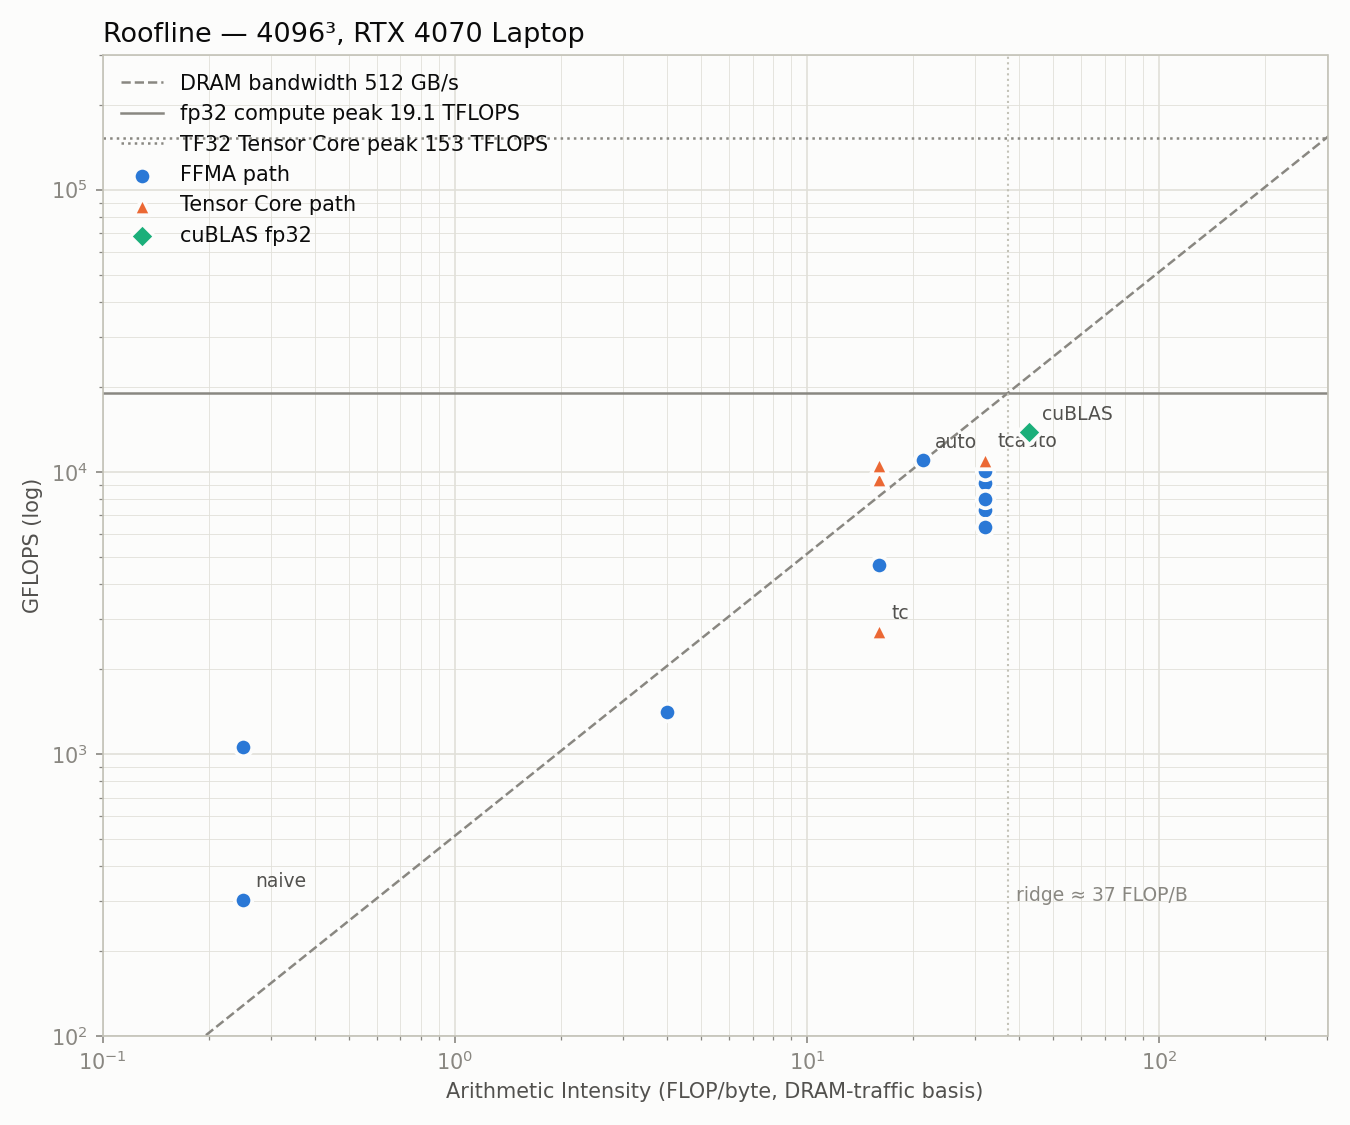 Roofline — 4096³, RTX 4070 Laptop
DRAM bandwidth 512 GB/s
fp32 compute peak 19.1 TFLOPS
TF32 Tensor Core peak 153 TFLOPS
FFMA path
Tensor Core path
cuBLAS fp32
10⁵
10⁴
10³
10²
GFLOPS (log)
cuBLAS
auto
tcauto
tc
naive
ridge ≈ 37 FLOP/B
10⁻¹
10⁰
10¹
10²
Arithmetic Intensity (FLOP/byte, DRAM-traffic basis)